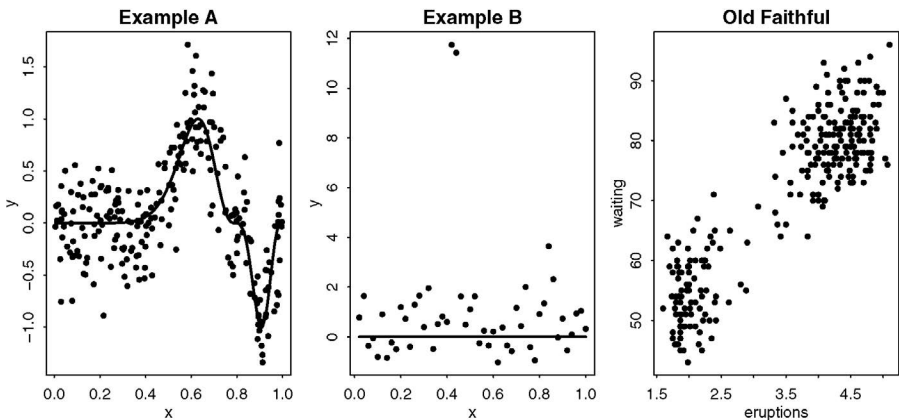 Example A
y
1.5
1.0
0.5
0.0
−0.5
−1.0
0.0 0.2 0.4 0.6 0.8 1.0
x
Example B
y
12
10
8
6
4
2
0
0.0 0.2 0.4 0.6 0.8 1.0
x
Old Faithful
waiting
90
80
70
60
50
1.5 2.5 3.5 4.5
eruptions